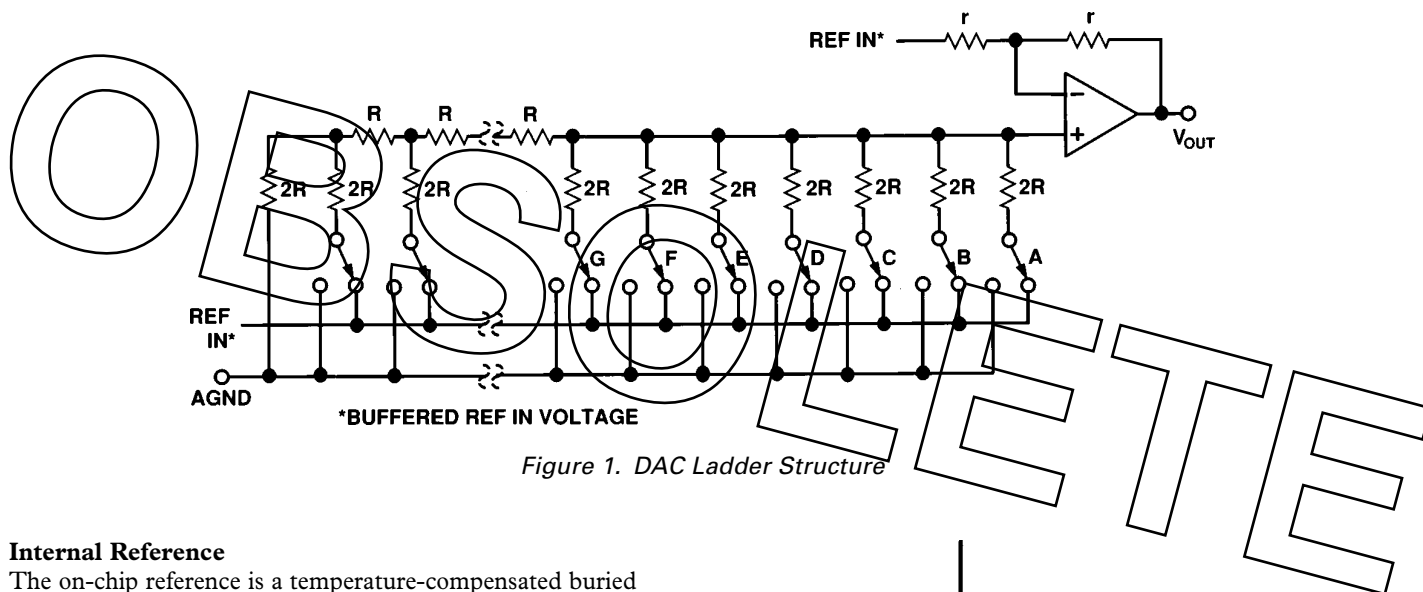 r r
REF IN*
R R R
−
+
VOUT
2R 2R 2R 2R 2R 2R 2R 2R 2R 2R
G F E D C B A
REF
IN*
AGND
*BUFFERED REF IN VOLTAGE
OBSOLETE
Figure 1. DAC Ladder Structure
Internal Reference
The on-chip reference is a temperature-compensated buried